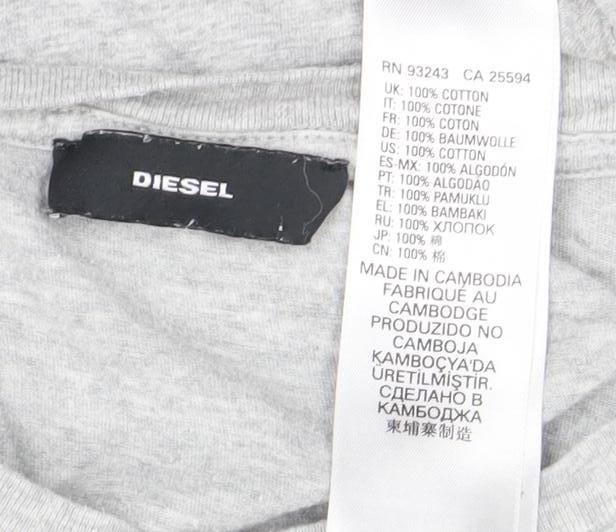 DIESEL
RN 93243 CA 25594
UK: 100% COTTON
IT: 100% COTONE
FR: 100% COTON
DE: 100% BAUMWOLLE
US: 100% COTTON
ES-MX: 100% ALGODÓN
PT: 100% ALGODÃO
TR: 100% PAMUKLU
EL: 100% BAMBAKI
RU: 100% ХЛОПОК
JP: 100% 棉
CN: 100% 棉
MADE IN CAMBODIA
FABRIQUÉ AU
CAMBODGE
PRODUZIDO NO
CAMBOJA
KAMBOÇYA'DA
ÜRETİLMİŞTİR.
СДЕЛАНО В
КАМБОДЖА
柬埔寨制造